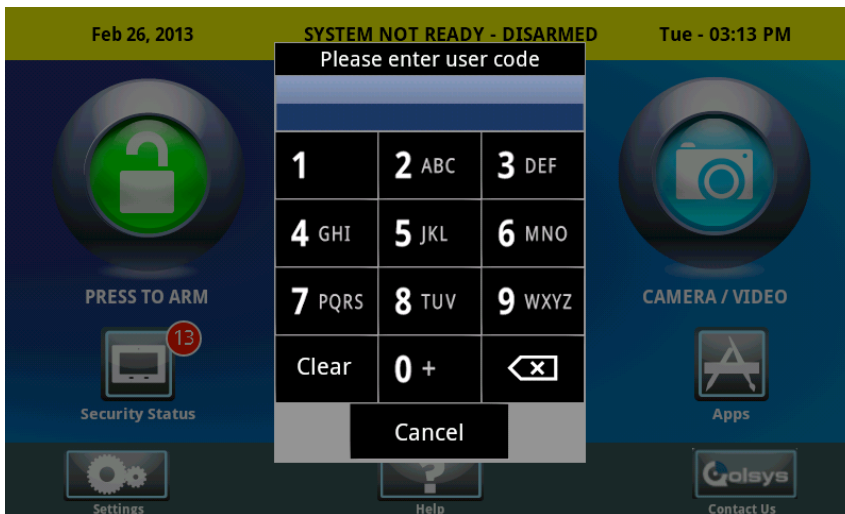 Feb 26, 2013 SYSTEM NOT READY - DISARMED Tue - 03:13 PM
Please enter user code
1 2 ABC 3 DEF
4 GHI 5 JKL 6 MNO
7 PQRS 8 TUV 9 WXYZ
Clear 0 +
Cancel
PRESS TO ARM
CAMERA / VIDEO
13
Security Status
Apps
Settings
?
Help
Qolsys
Contact Us